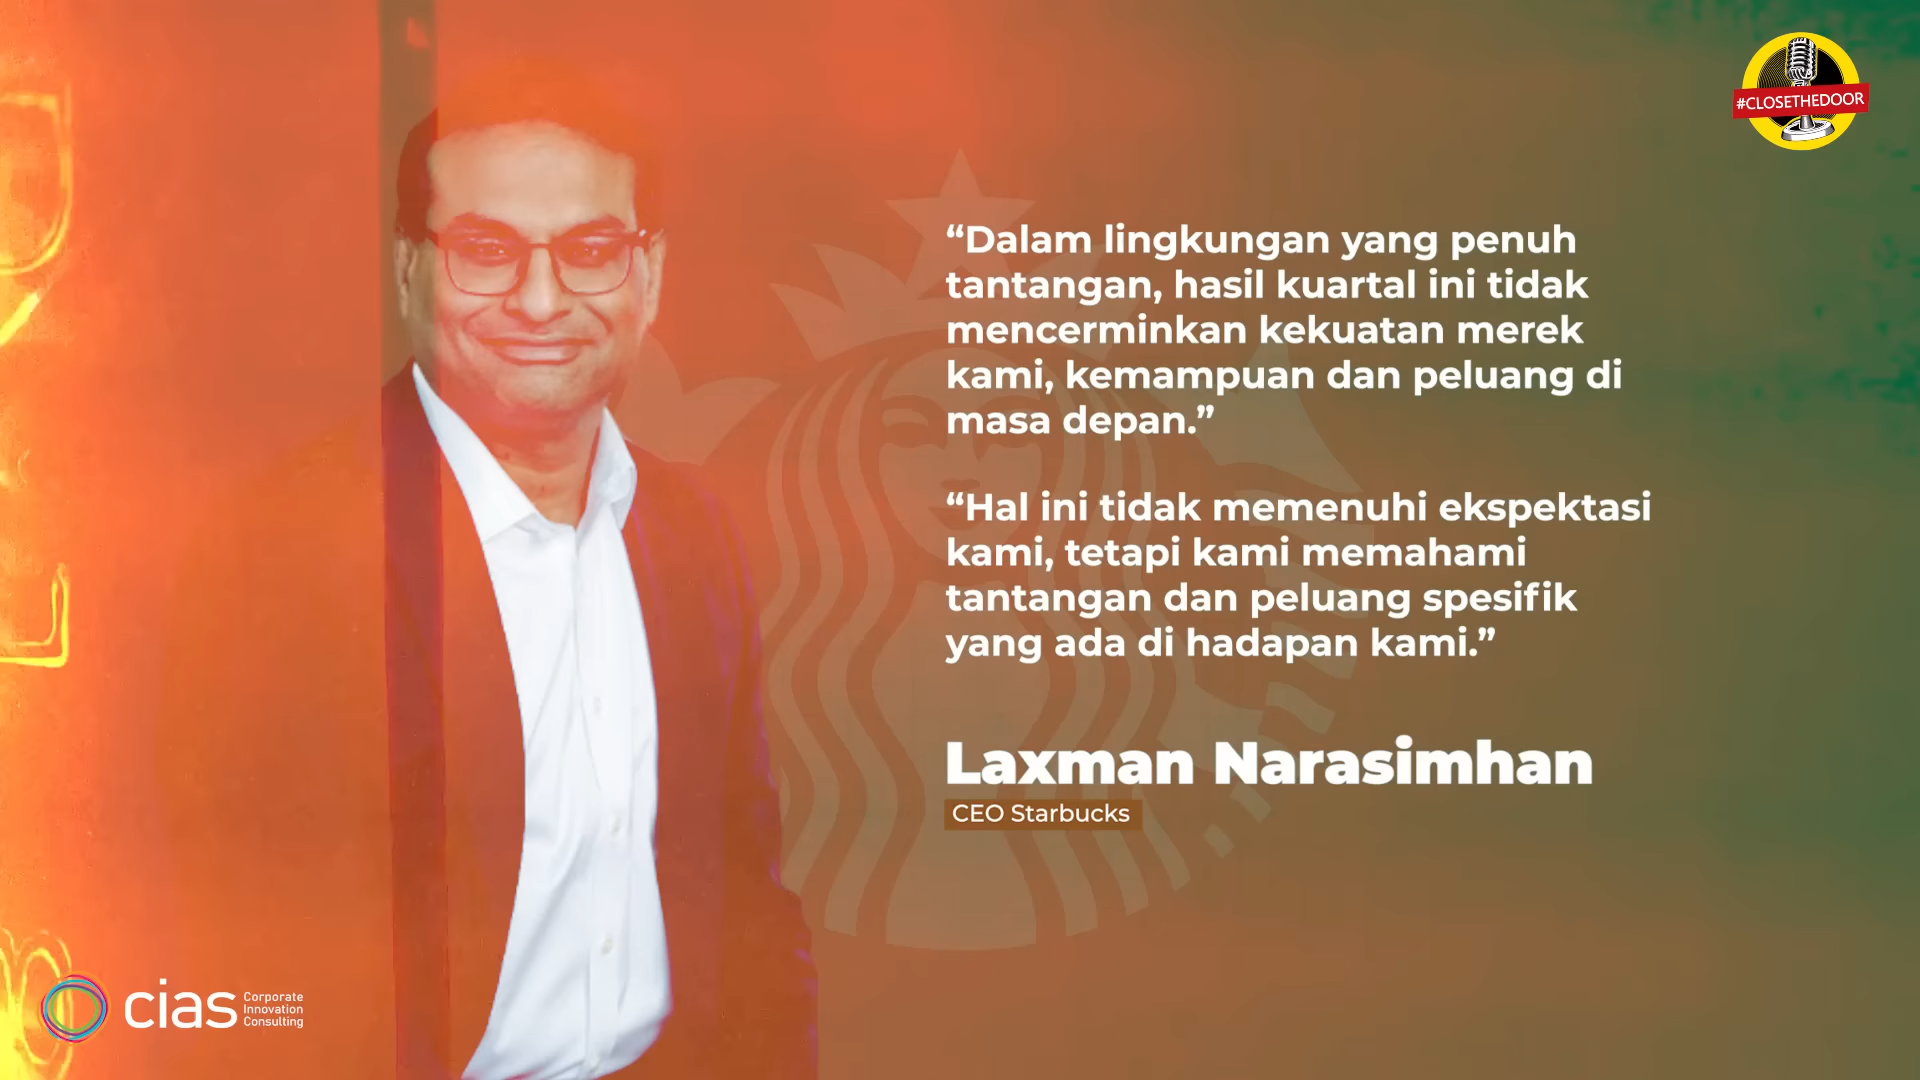 #CLOSETHEDOOR
“Dalam lingkungan yang penuh
tantangan, hasil kuartal ini tidak
mencerminkan kekuatan merek
kami, kemampuan dan peluang di
masa depan.”
“Hal ini tidak memenuhi ekspektasi
kami, tetapi kami memahami
tantangan dan peluang spesifik
yang ada di hadapan kami.”
Laxman Narasimhan
CEO Starbucks
cias
Corporate
Innovation
Consulting